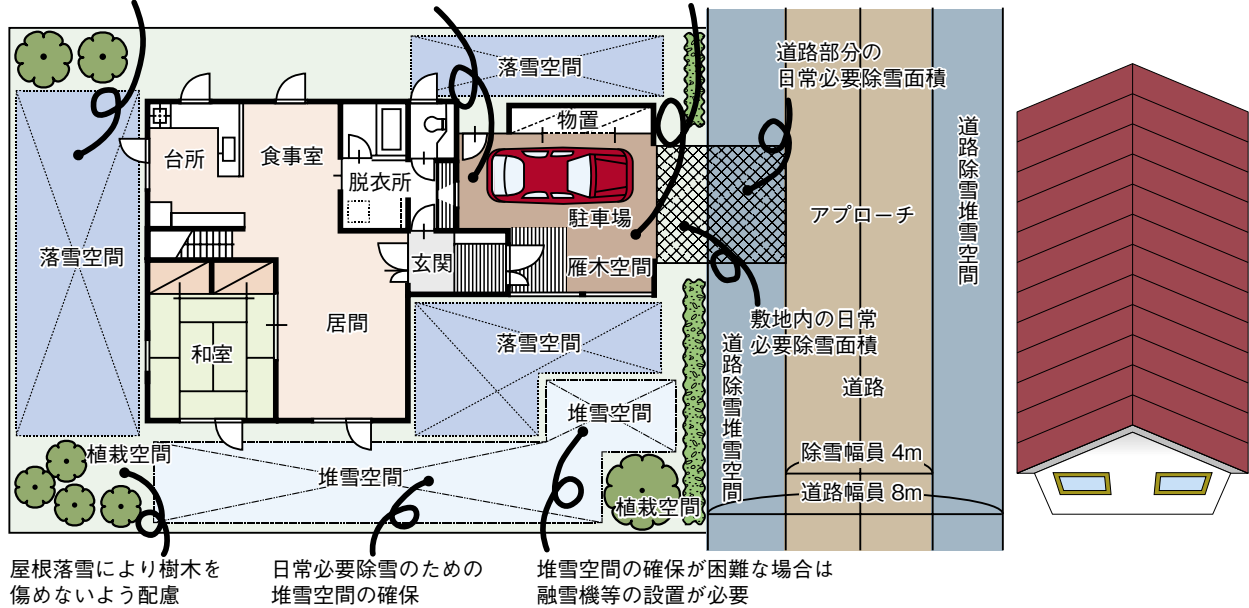 落雪空間
道路部分の
日常必要除雪面積
物置
台所
食事室
脱衣所
道路除雪堆雪空間
駐車場
アプローチ
落雪空間
玄関
雁木空間
居間
和室
落雪空間
敷地内の日常
必要除雪面積
道路除雪堆雪空間
道路
堆雪空間
植栽空間
堆雪空間
除雪幅員 4m
道路幅員 8m
植栽空間
屋根落雪により樹木を
傷めないよう配慮
日常必要除雪のための
堆雪空間の確保
堆雪空間の確保が困難な場合は
融雪機等の設置が必要